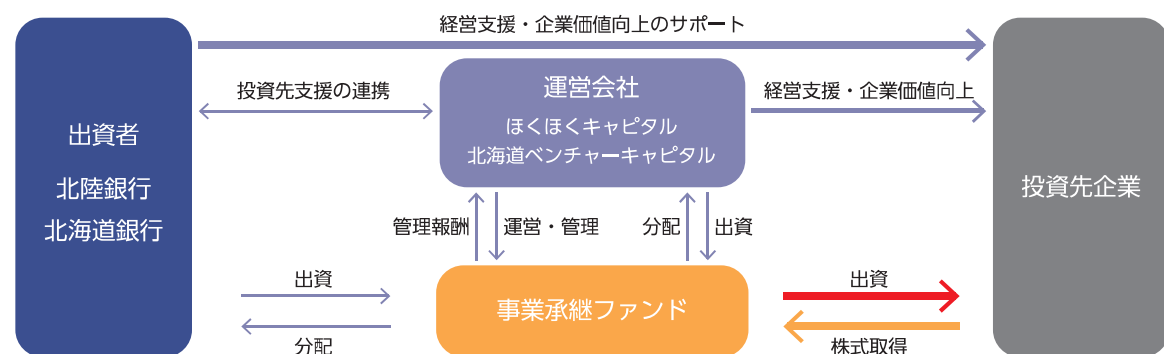 経営支援・企業価値向上のサポート
投資先支援の連携
経営支援・企業価値向上
出資者
北陸銀行
北海道銀行
運営会社
ほくほくキャピタル
北海道ベンチャーキャピタル
投資先企業
管理報酬
運営・管理
分配
出資
出資
分配
事業承継ファンド
出資
株式取得